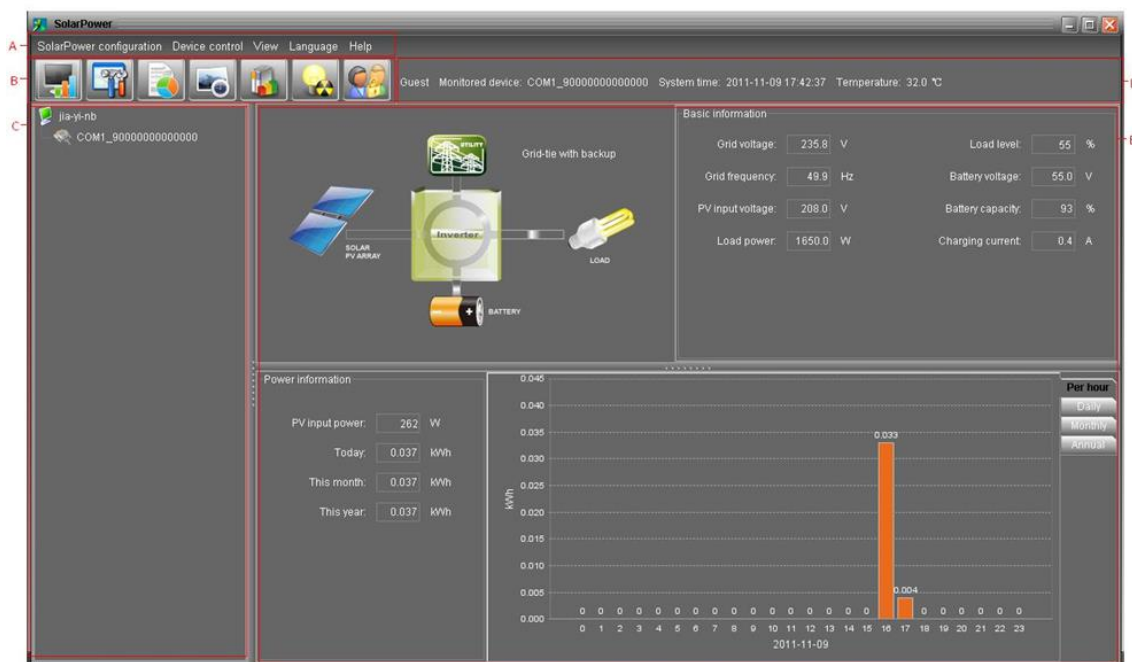 SolarPower
A
SolarPower configuration Device control View Language Help
B
Guest Monitored device: COM1_90000000000000 System time: 2011-11-09 17:42:37 Temperature: 32.0 ℃
C
jia-yi-nb
COM1_90000000000000
UTILITY
Grid-tie with backup
SOLAR
PV ARRAY
Inverter
LOAD
BATTERY
Basic information
Grid voltage: 235.8 V Load level: 55 %
Grid frequency: 49.9 Hz Battery voltage: 55.0 V
PV input voltage: 208.0 V Battery capacity: 93 %
Load power: 1650.0 W Charging current: 0.4 A
Power information
PV input power: 262 W
Today: 0.037 kWh
This month: 0.037 kWh
This year: 0.037 kWh
0.045
0.040
0.035
0.030
0.025
0.020
0.015
0.010
0.005
0.000
kWh
0.033
0.004
0 0 0 0 0 0 0 0 0 0 0 0 0 0 0 0 0 0 0 0 0 0
0 1 2 3 4 5 6 7 8 9 10 11 12 13 14 15 16 17 18 19 20 21 22 23
2011-11-09
Per hour
Daily
Monthly
Annual